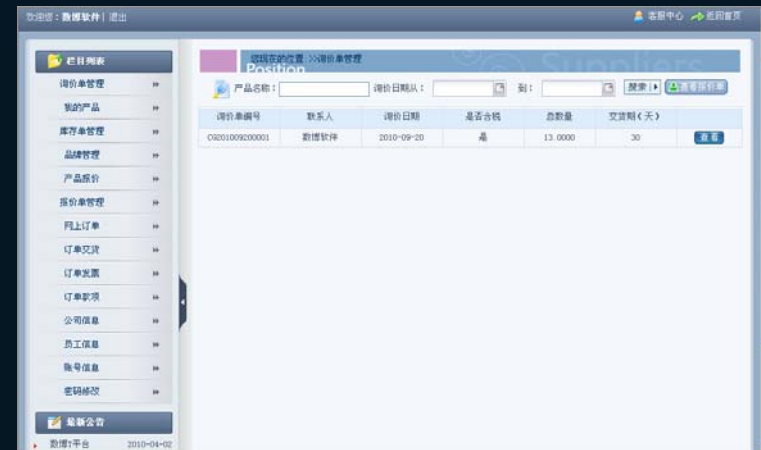 欢迎您：数博软件| 退出
客服中心 返回首页
栏目列表
您现在的位置：>>询价单管理
Position
Suppliers
产品名称： 询价日期从： 到： 搜索 查看报价单
询价单编号 联系人 询价日期 是否含税 总数量 交货期(天)
CG201009200001 数博软件 2010-09-20 是 13.0000 30 查看
询价单管理
我的产品
库存单管理
品牌管理
产品报价
报价单管理
网上订单
订单交货
订单发票
订单款项
公司信息
员工信息
账号信息
密码修改
最新公告
数博T平台 2010-04-02